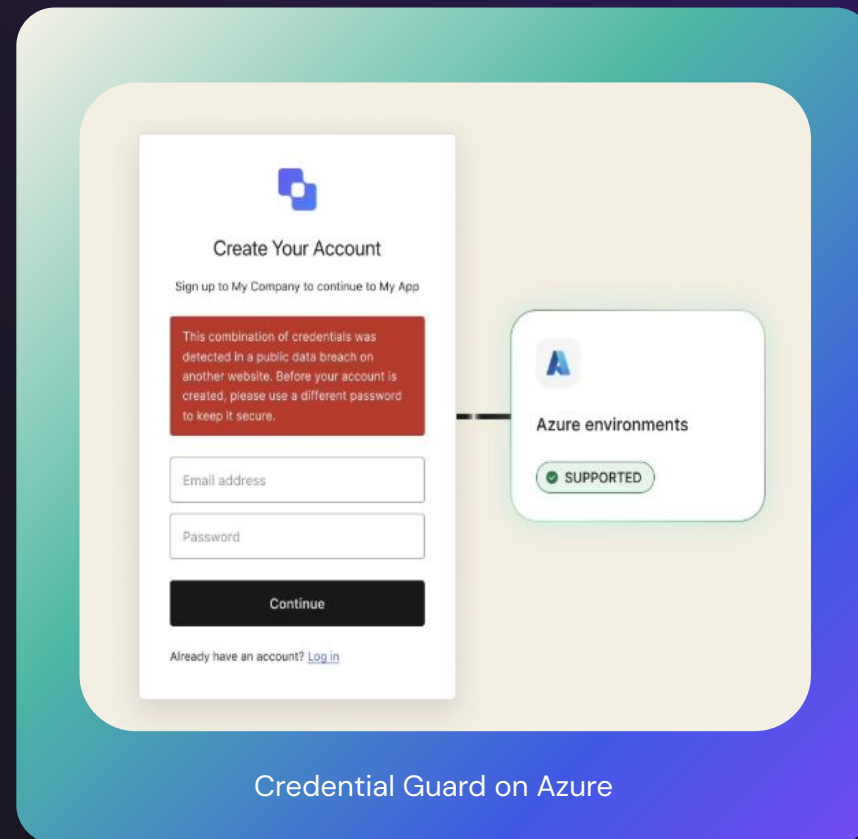 Create Your Account
Sign up to My Company to continue to My App
This combination of credentials was
detected in a public data breach on
another website. Before your account is
created, please use a different password
to keep it secure.
Email address
Password
Continue
Already have an account? Log in
Azure environments
SUPPORTED
Credential Guard on Azure